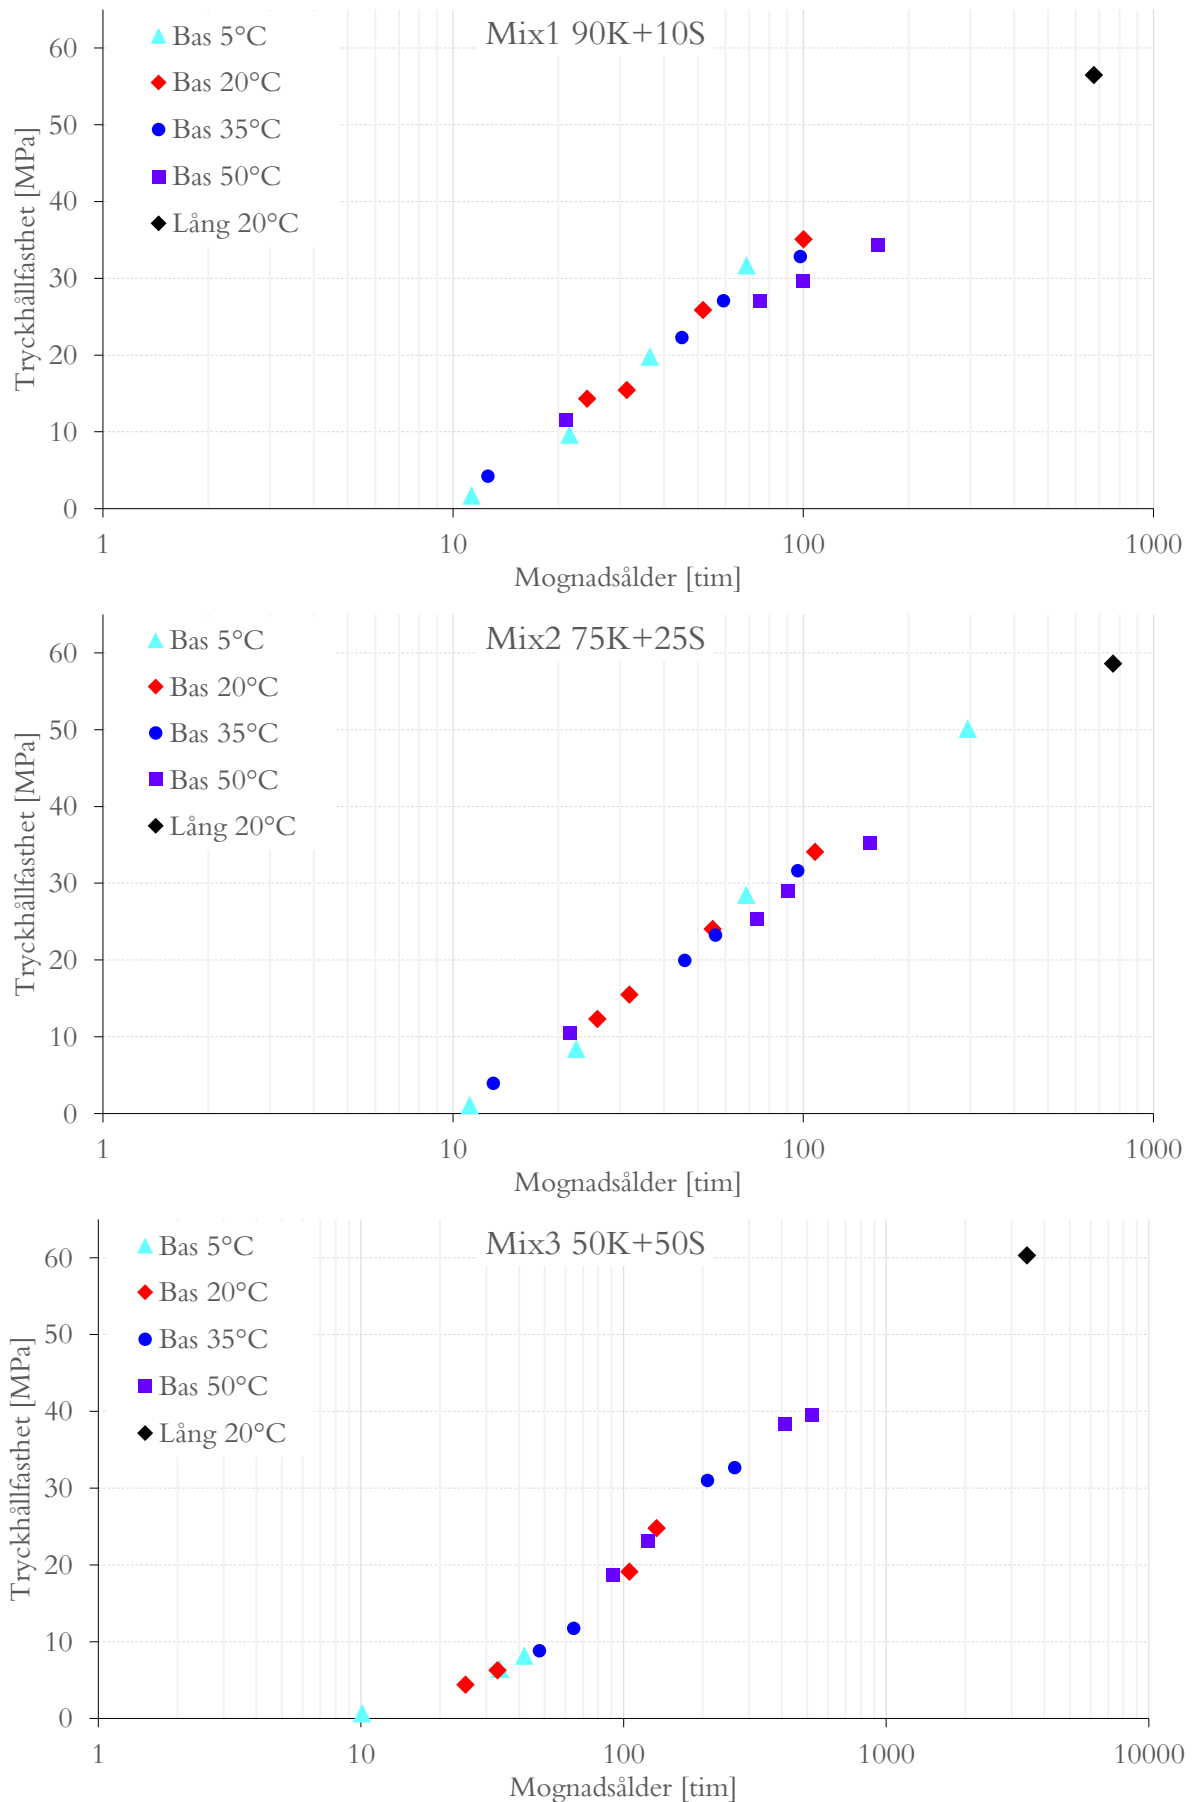 Mix1 90K+10S
Bas 5°C
Bas 20°C
Bas 35°C
Bas 50°C
Lång 20°C
Tryckhållfasthet [MPa]
60
50
40
30
20
10
0
1 10 100 1000
Mognadsålder [tim]
Mix2 75K+25S
Bas 5°C
Bas 20°C
Bas 35°C
Bas 50°C
Lång 20°C
Tryckhållfasthet [MPa]
60
50
40
30
20
10
0
1 10 100 1000
Mognadsålder [tim]
Mix3 50K+50S
Bas 5°C
Bas 20°C
Bas 35°C
Bas 50°C
Lång 20°C
Tryckhållfasthet [MPa]
60
50
40
30
20
10
0
1 10 100 1000 10000
Mognadsålder [tim]